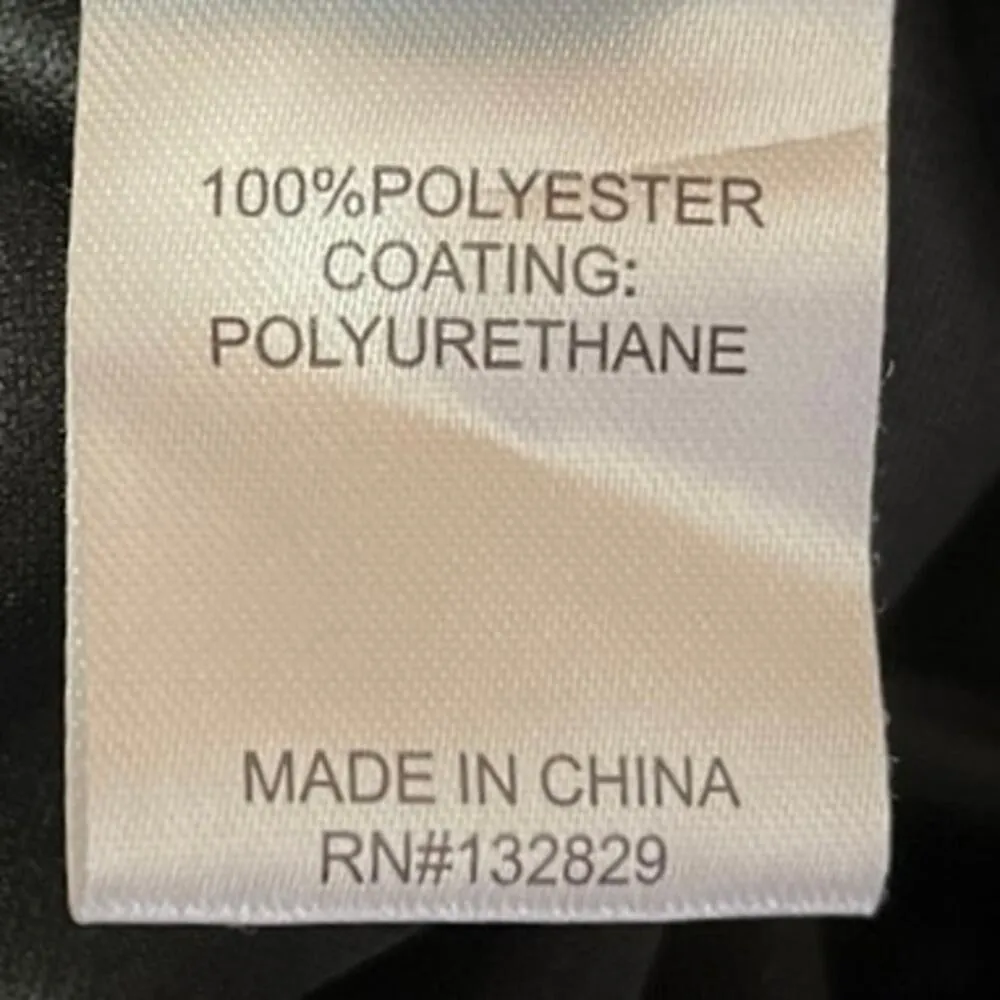 100%POLYESTER
COATING:
POLYURETHANE
MADE IN CHINA
RN#132829